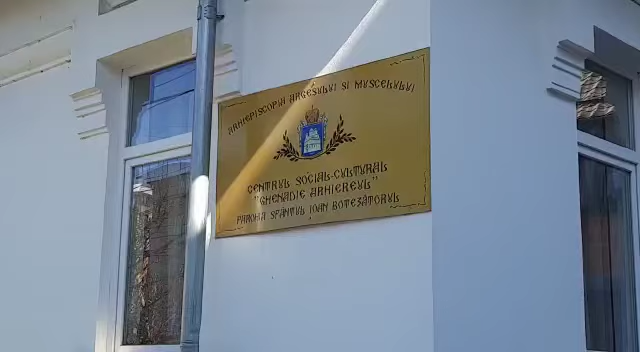 ARHIEPISCOPIA ARGEȘULUI ȘI MUSCELULUI
CENTRUL SOCIAL-CULTURAL
"GHENADIE ARHIEREUL"
PAROHIA SFÂNTUL IOAN BOTEZĂTORUL